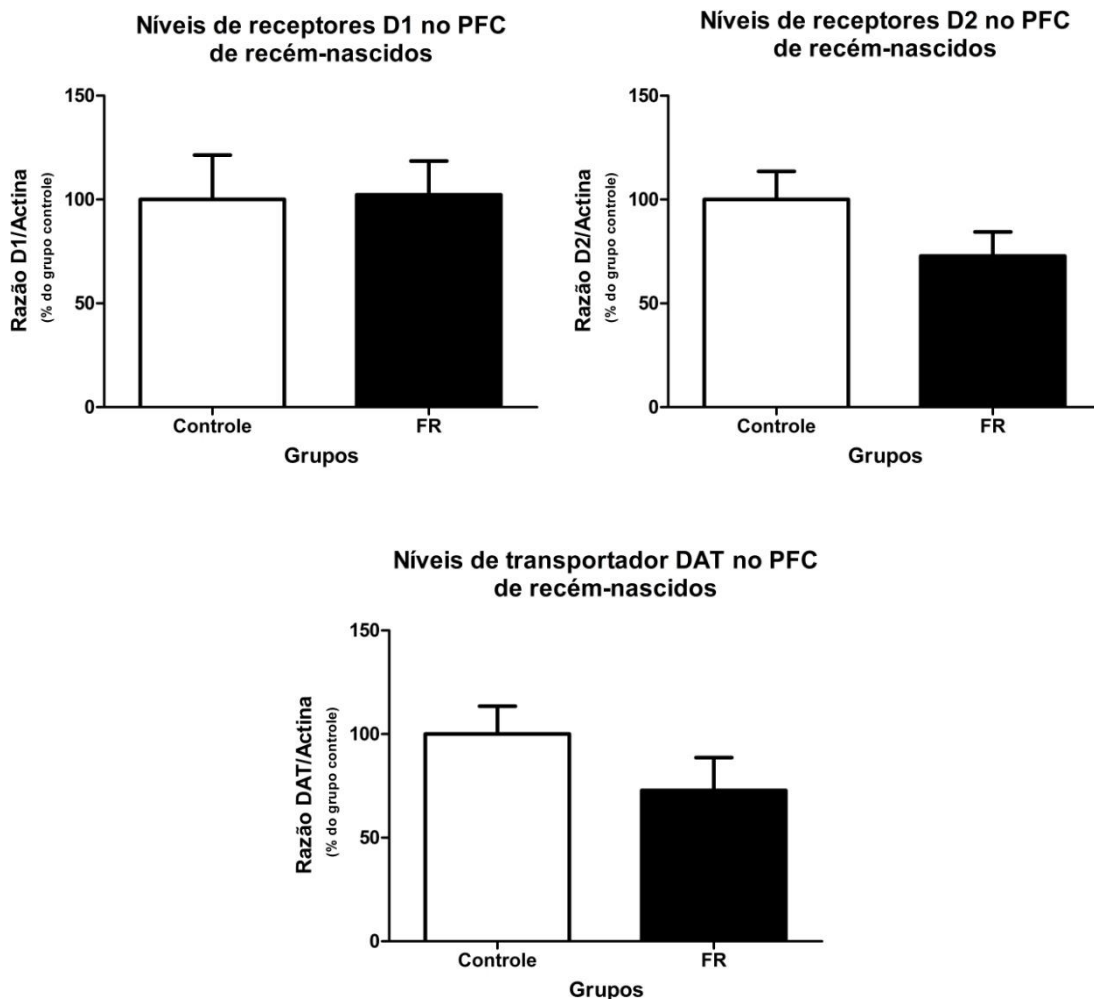 Níveis de receptores D1 no PFC
de recém-nascidos
150
100
50
0
Razão D1/Actina
(% do grupo controle)
Controle
FR
Grupos
Níveis de receptores D2 no PFC
de recém-nascidos
150
100
50
0
Razão D2/Actina
(% do grupo controle)
Controle
FR
Grupos
Níveis de transportador DAT no PFC
de recém-nascidos
150
100
50
0
Razão DAT/Actina
(% do grupo controle)
Controle
FR
Grupos